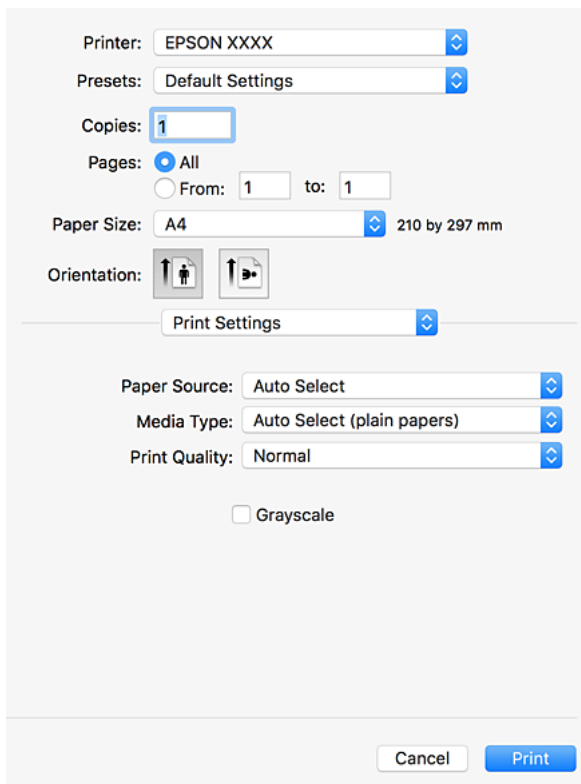 Printer: EPSON XXXX
Presets: Default Settings
Copies: 1
Pages: All
From: 1 to: 1
Paper Size: A4 210 by 297 mm
Orientation:
Print Settings
Paper Source: Auto Select
Media Type: Auto Select (plain papers)
Print Quality: Normal
Grayscale
Cancel Print